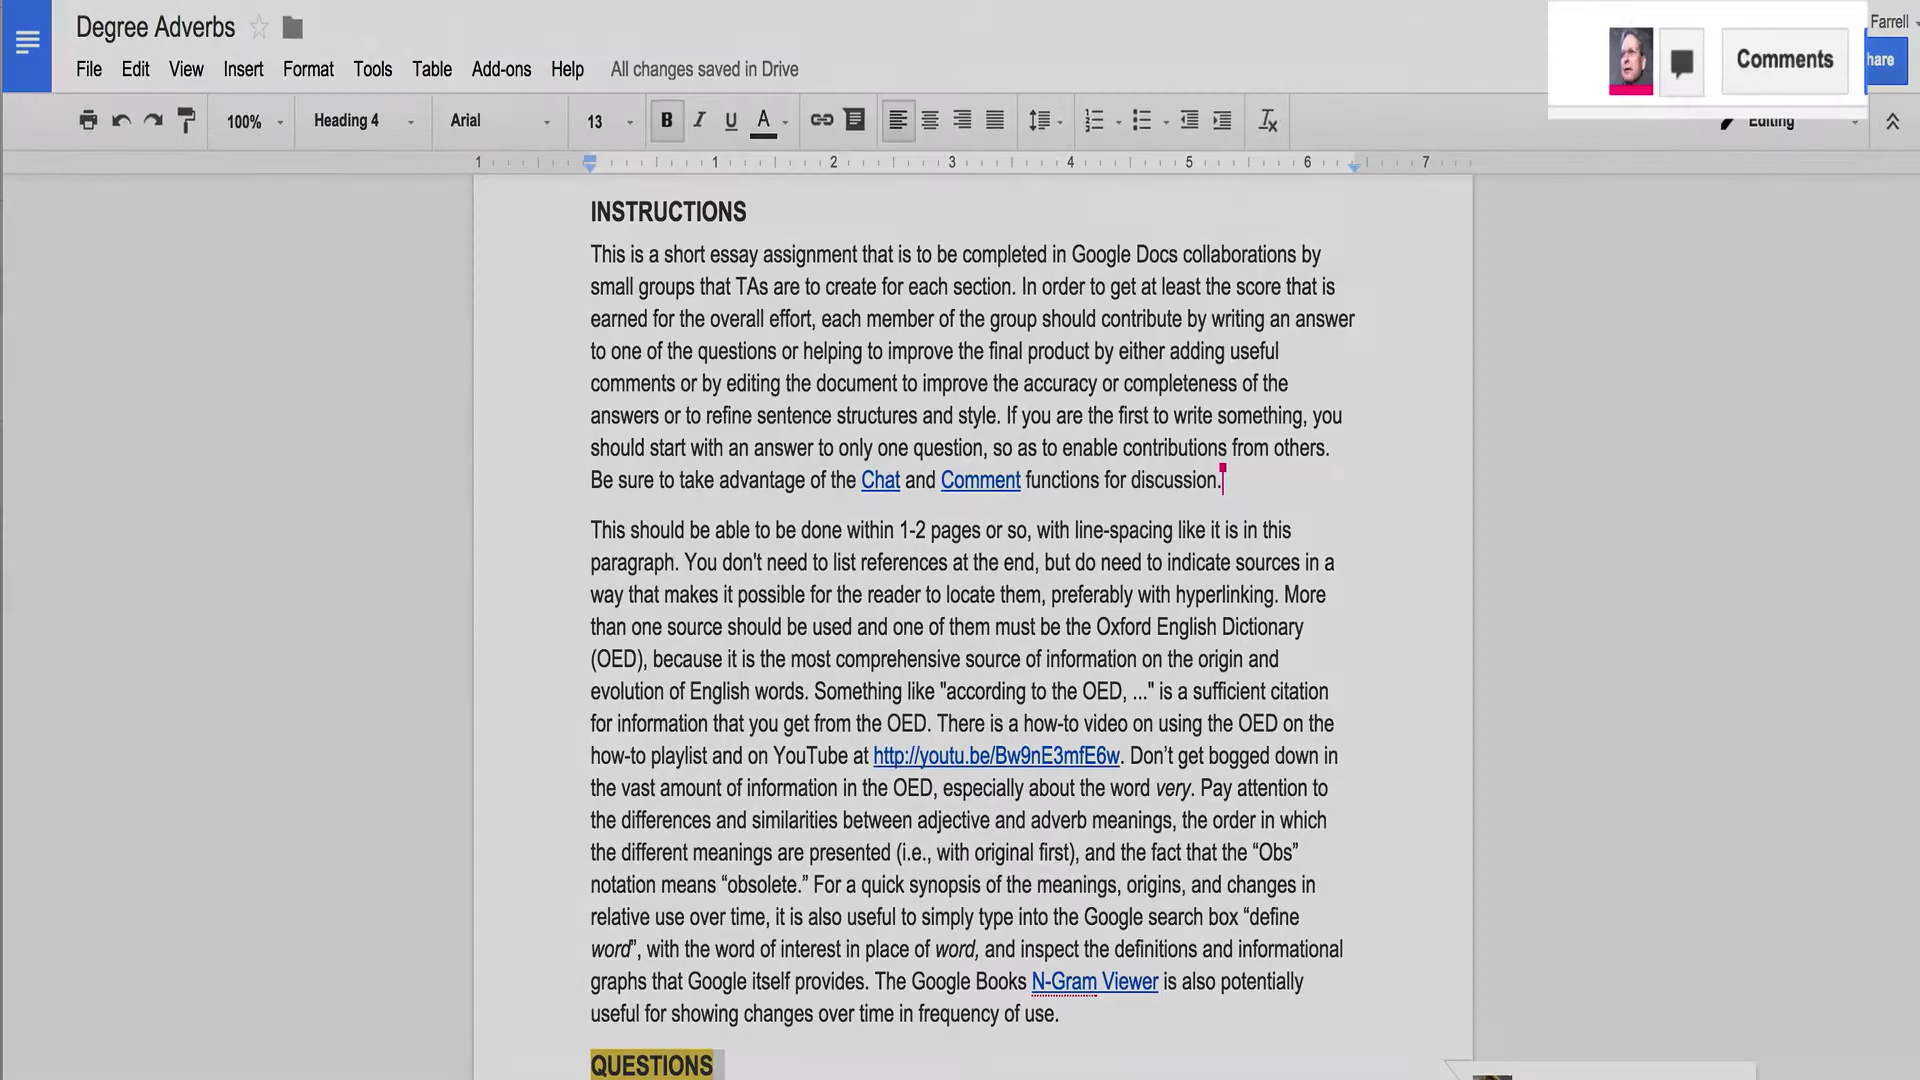 Degree Adverbs
Farrell
File Edit View Insert Format Tools Table Add-ons Help All changes saved in Drive
Comments
hare
100% Heading 4 Arial 13 B I U A
Editing
1 1 2 3 4 5 6 7
INSTRUCTIONS
This is a short essay assignment that is to be completed in Google Docs collaborations by
small groups that TAs are to create for each section. In order to get at least the score that is
earned for the overall effort, each member of the group should contribute by writing an answer
to one of the questions or helping to improve the final product by either adding useful
comments or by editing the document to improve the accuracy or completeness of the
answers or to refine sentence structures and style. If you are the first to write something, you
should start with an answer to only one question, so as to enable contributions from others.
Be sure to take advantage of the Chat and Comment functions for discussion.
This should be able to be done within 1-2 pages or so, with line-spacing like it is in this
paragraph. You don't need to list references at the end, but do need to indicate sources in a
way that makes it possible for the reader to locate them, preferably with hyperlinking. More
than one source should be used and one of them must be the Oxford English Dictionary
(OED), because it is the most comprehensive source of information on the origin and
evolution of English words. Something like "according to the OED, ..." is a sufficient citation
for information that you get from the OED. There is a how-to video on using the OED on the
how-to playlist and on YouTube at http://youtu.be/Bw9nE3mfE6w. Don’t get bogged down in
the vast amount of information in the OED, especially about the word very. Pay attention to
the differences and similarities between adjective and adverb meanings, the order in which
the different meanings are presented (i.e., with original first), and the fact that the “Obs”
notation means “obsolete.” For a quick synopsis of the meanings, origins, and changes in
relative use over time, it is also useful to simply type into the Google search box “define
word”, with the word of interest in place of word, and inspect the definitions and informational
graphs that Google itself provides. The Google Books N-Gram Viewer is also potentially
useful for showing changes over time in frequency of use.
QUESTIONS